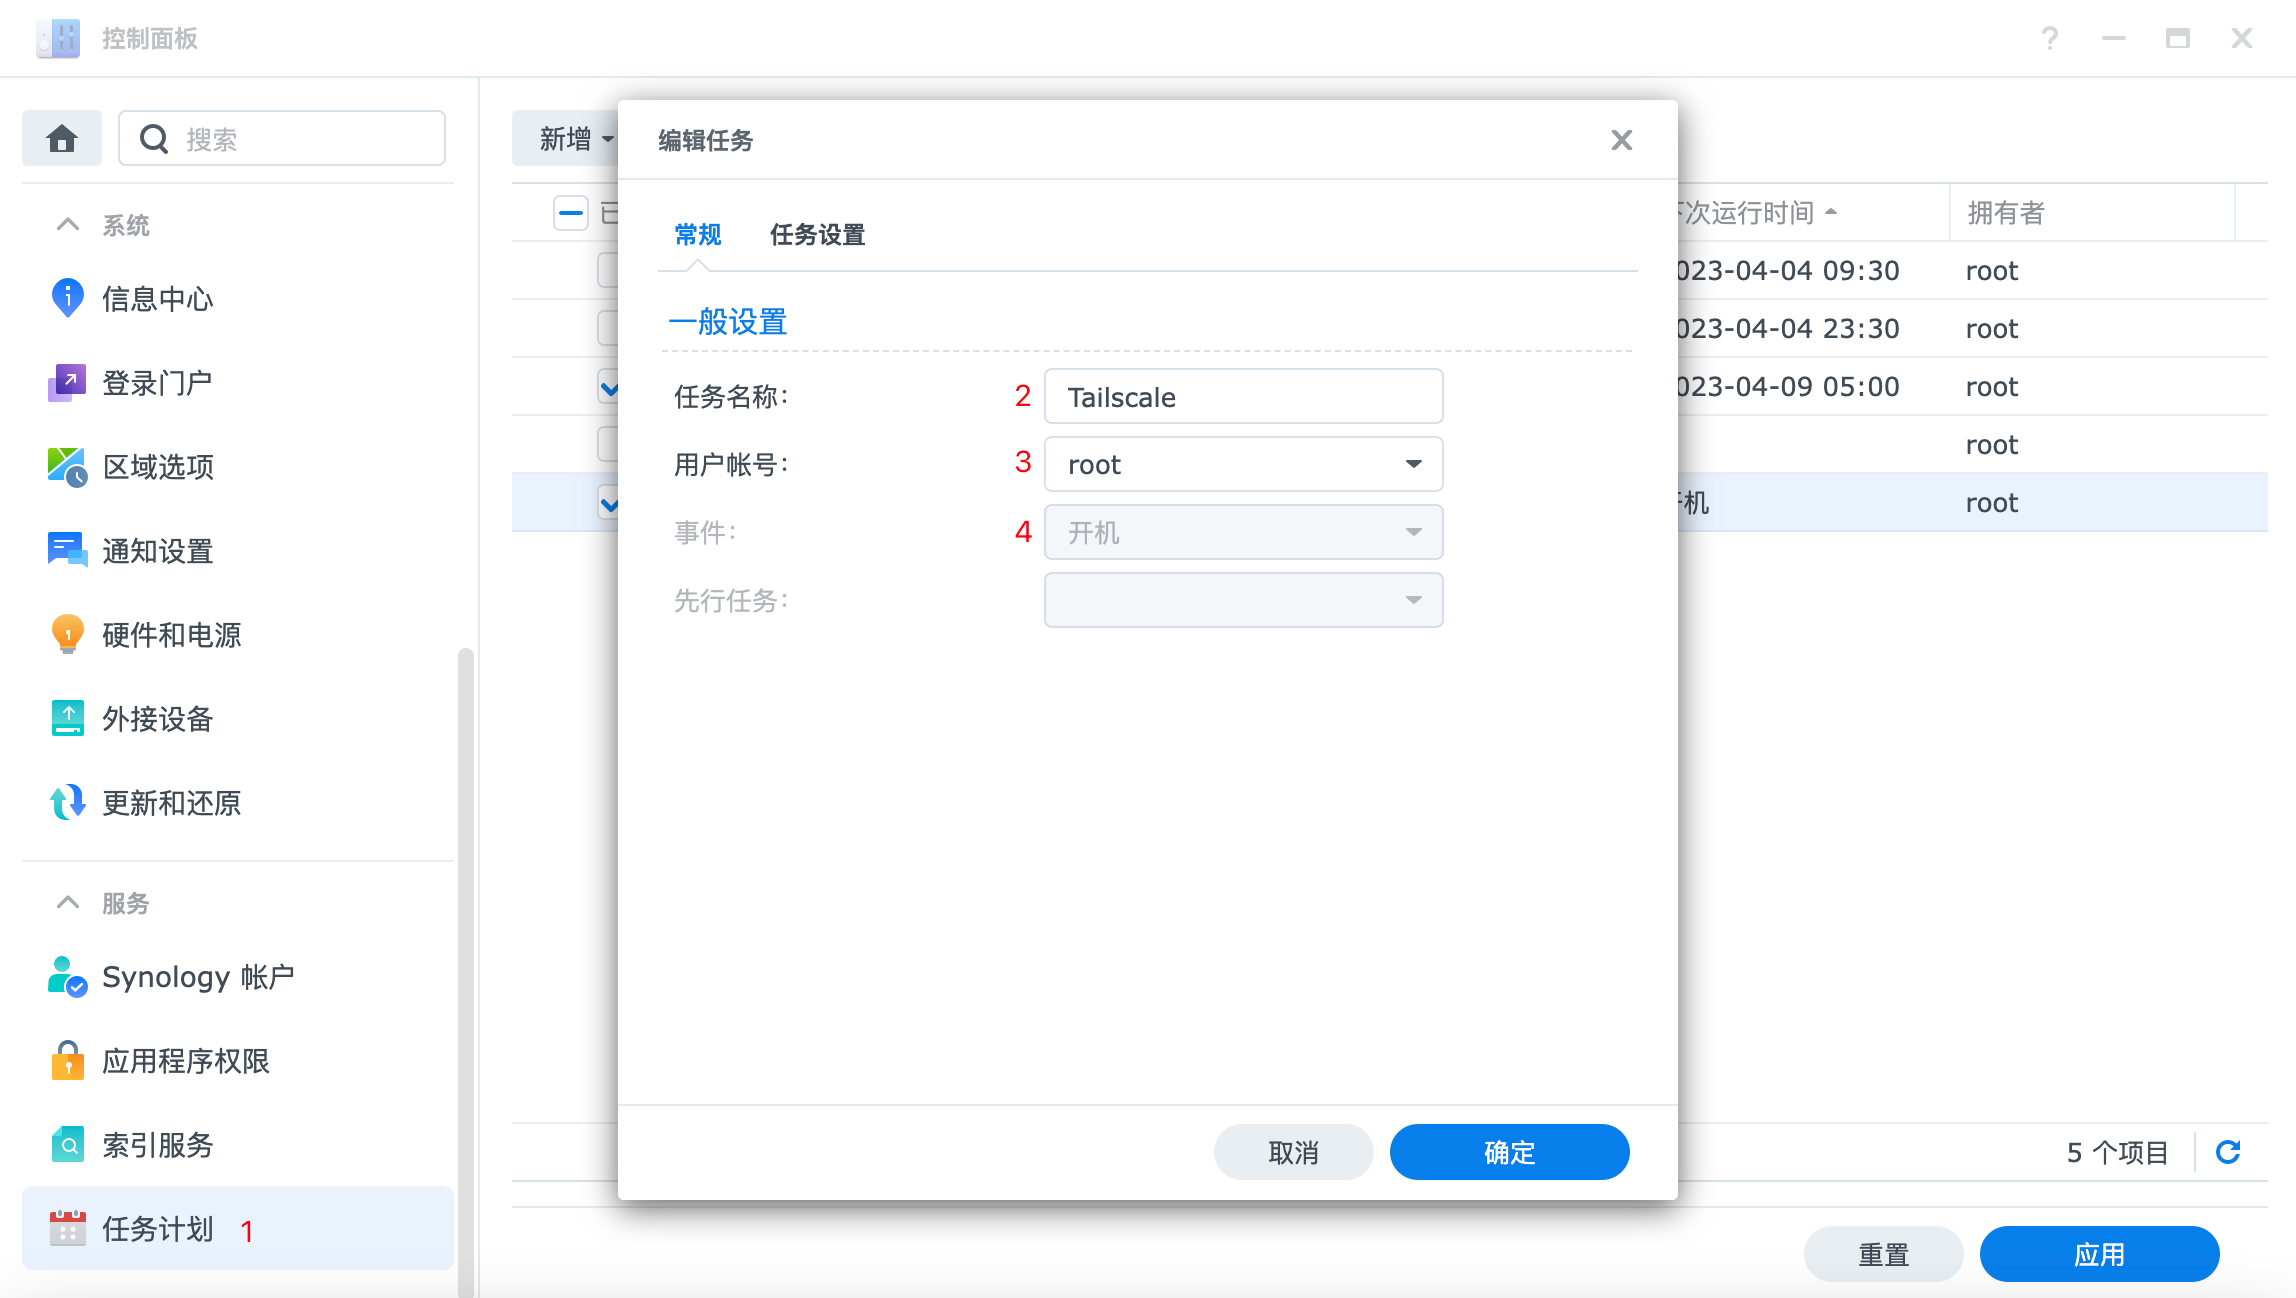 控制面板
搜索
系统
信息中心
登录门户
区域选项
通知设置
硬件和电源
外接设备
更新和还原
服务
Synology 帐户
应用程序权限
索引服务
任务计划 1
新增
编辑任务
常规 任务设置
一般设置
任务名称: 2 Tailscale
用户帐号: 3 root
事件: 4 开机
先行任务:
取消 确定
次运行时间 拥有者
023-04-04 09:30 root
023-04-04 23:30 root
023-04-09 05:00 root
root
机 root
5 个项目
重置 应用